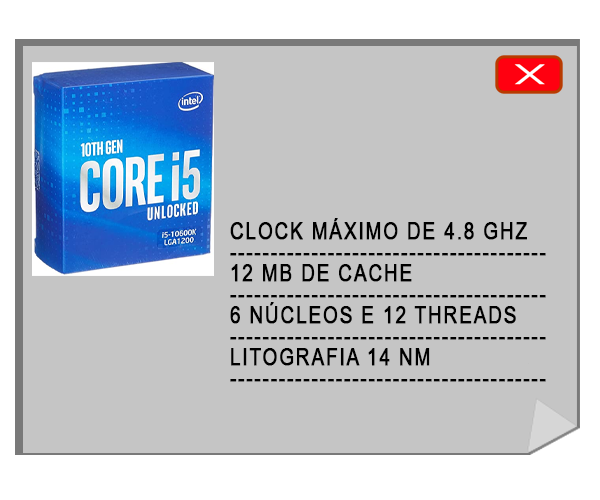 intel
10TH GEN
CORE i5
UNLOCKED
i5-10600K
LGA1200
CLOCK MÁXIMO DE 4.8 GHZ
12 MB DE CACHE
6 NÚCLEOS E 12 THREADS
LITOGRAFIA 14 NM